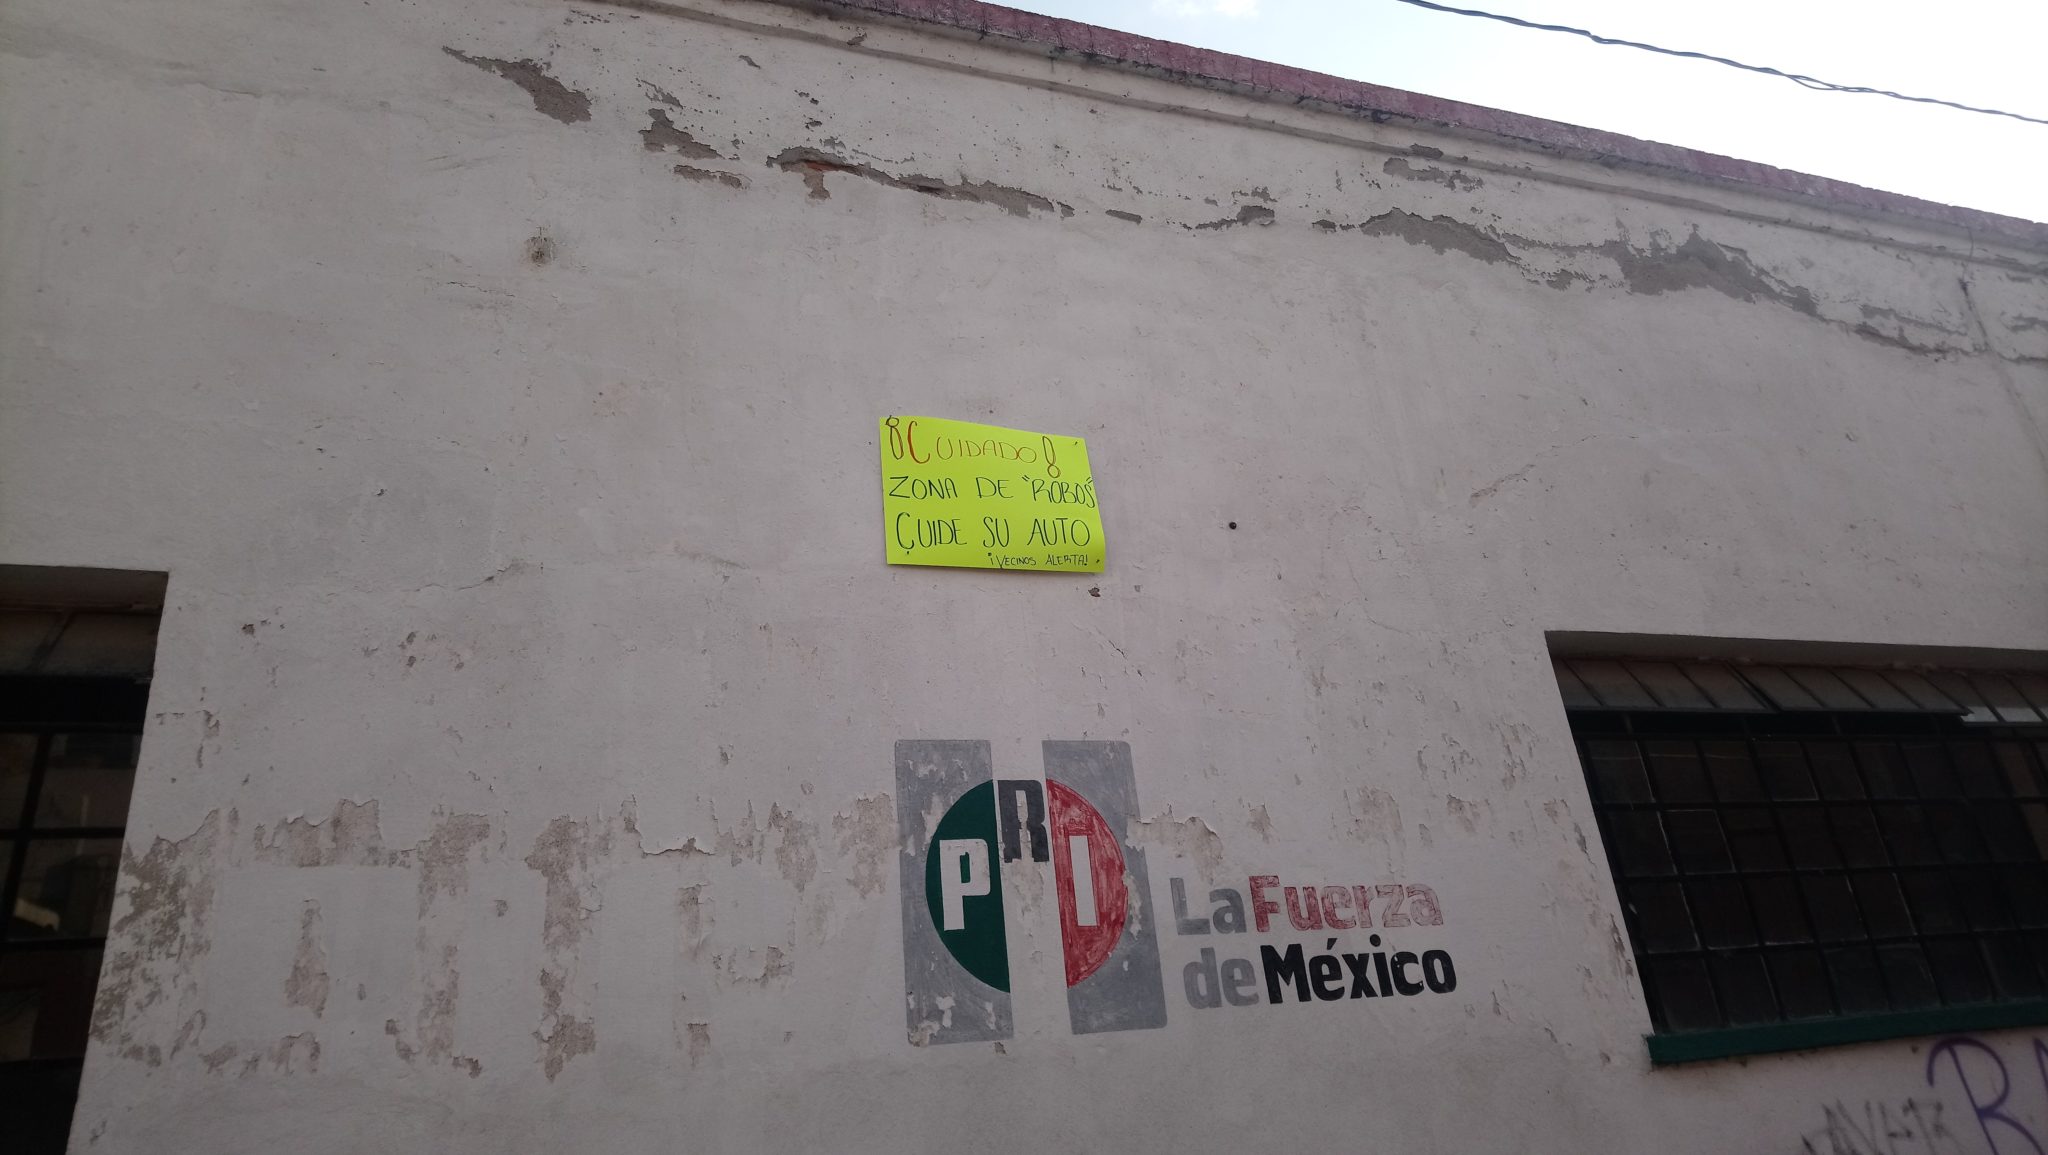 ¡CUIDADO!
ZONA DE "ROBOS"
CUIDE SU AUTO
¡VECINOS ALERTA!
PRI
La Fuerza
de México